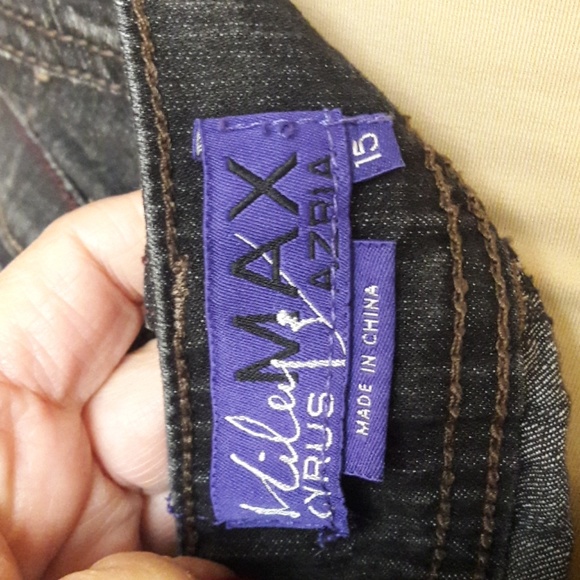 Miley & MAX
CYRUS AZRIA
15
MADE IN CHINA